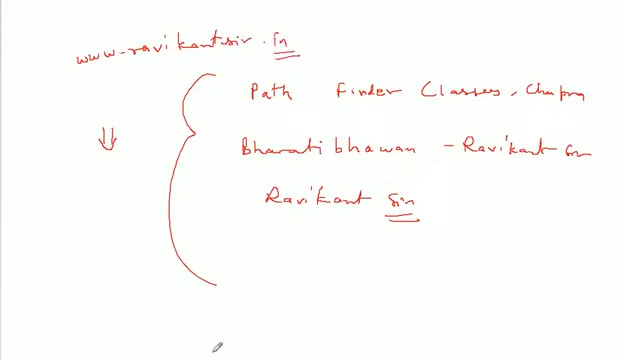 www.ravikantsir.in
Path Finder Classes, Chapra
Bharati bhawan - Ravikant Sir
Ravikant Sir